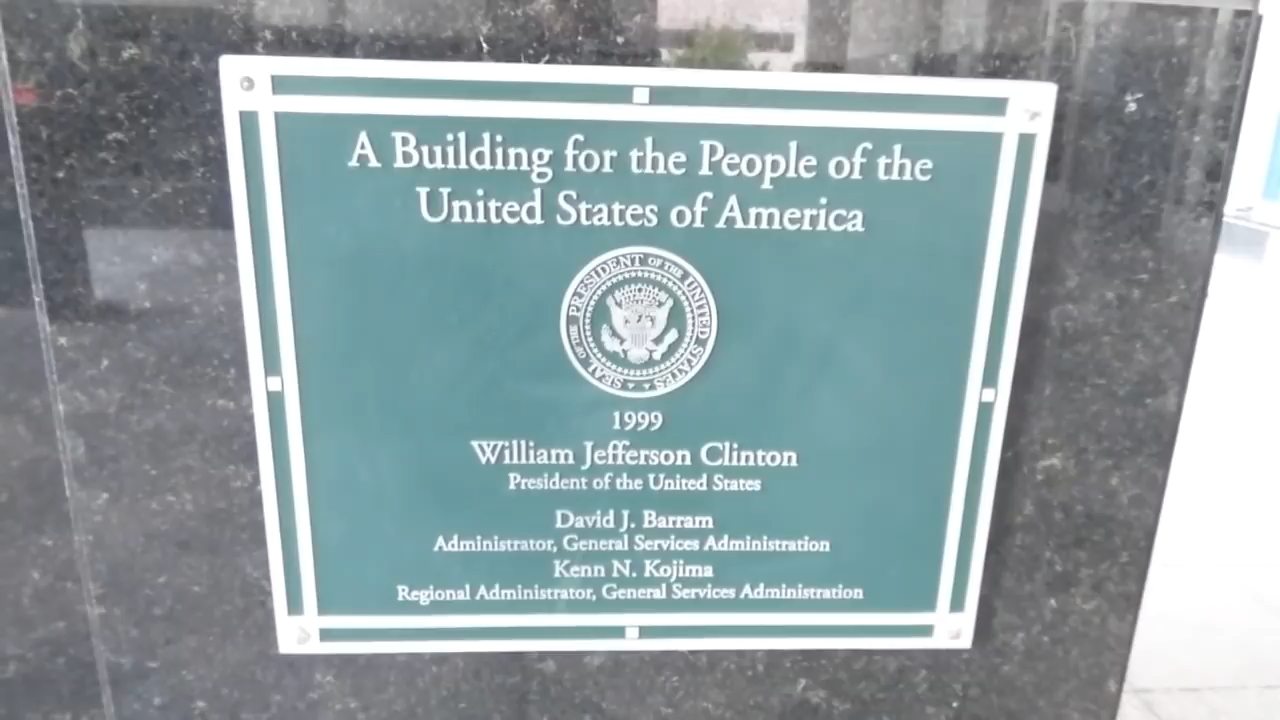 A Building for the People of the
United States of America
SEAL OF THE PRESIDENT OF THE UNITED STATES
1999
William Jefferson Clinton
President of the United States
David J. Barram
Administrator, General Services Administration
Kenn N. Kojima
Regional Administrator, General Services Administration